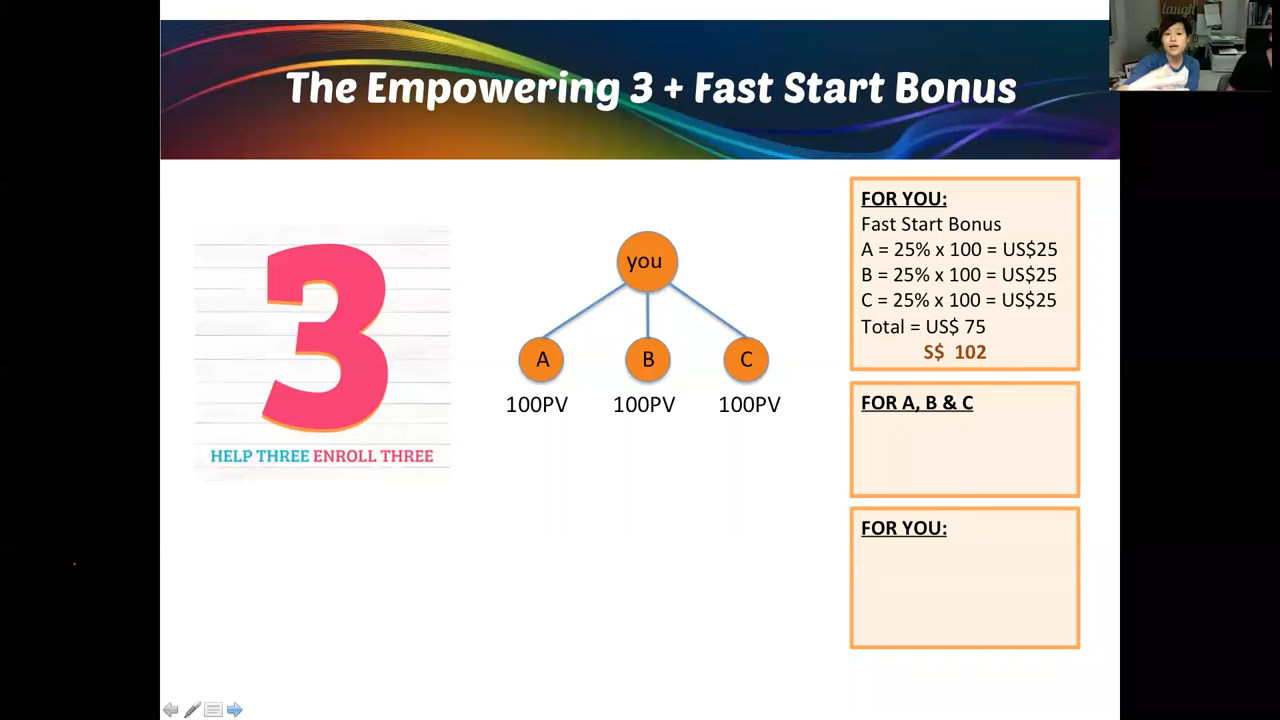 The Empowering 3 + Fast Start Bonus
laugh
3
HELP THREE ENROLL THREE
you
A
B
C
100PV
100PV
100PV
FOR YOU:
Fast Start Bonus
A = 25% x 100 = US$25
B = 25% x 100 = US$25
C = 25% x 100 = US$25
Total = US$ 75
S$ 102
FOR A, B & C
FOR YOU: